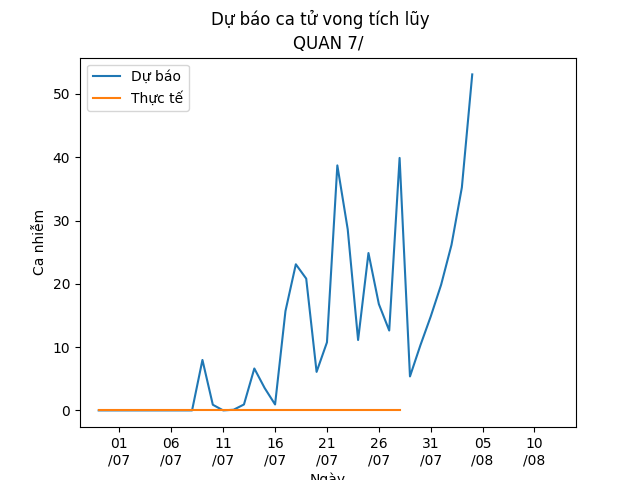 Dự báo ca tử vong tích lũy
QUAN 7/
Dự báo
Thực tế
Ca nhiễm
50
40
30
20
10
0
01 06 11 16 21 26 31 05 10
/07 /07 /07 /07 /07 /07 /07 /08 /08
Ngày